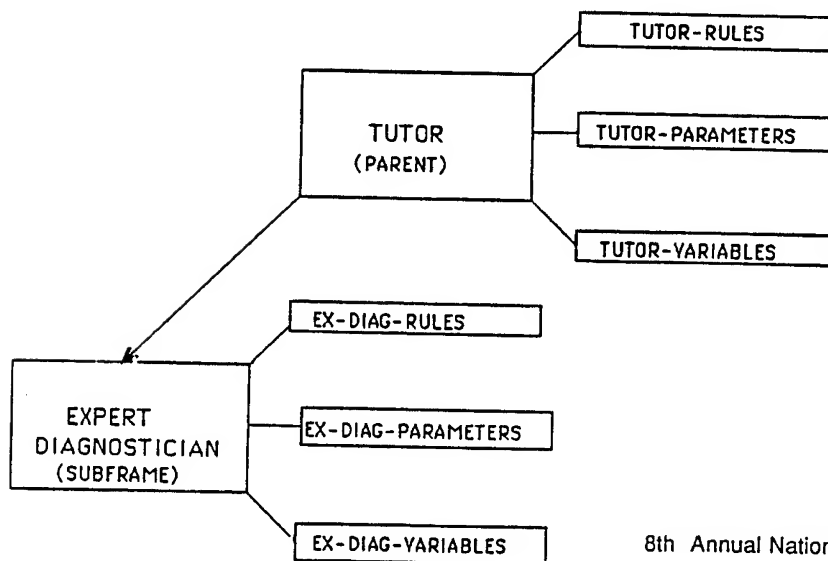 TUTOR-RULES
TUTOR
(PARENT)
TUTOR-PARAMETERS
TUTOR-VARIABLES
EX-DIAG-RULES
EXPERT
DIAGNOSTICIAN
(SUBFRAME)
EX-DIAG-PARAMETERS
EX-DIAG-VARIABLES
8th Annual Nation